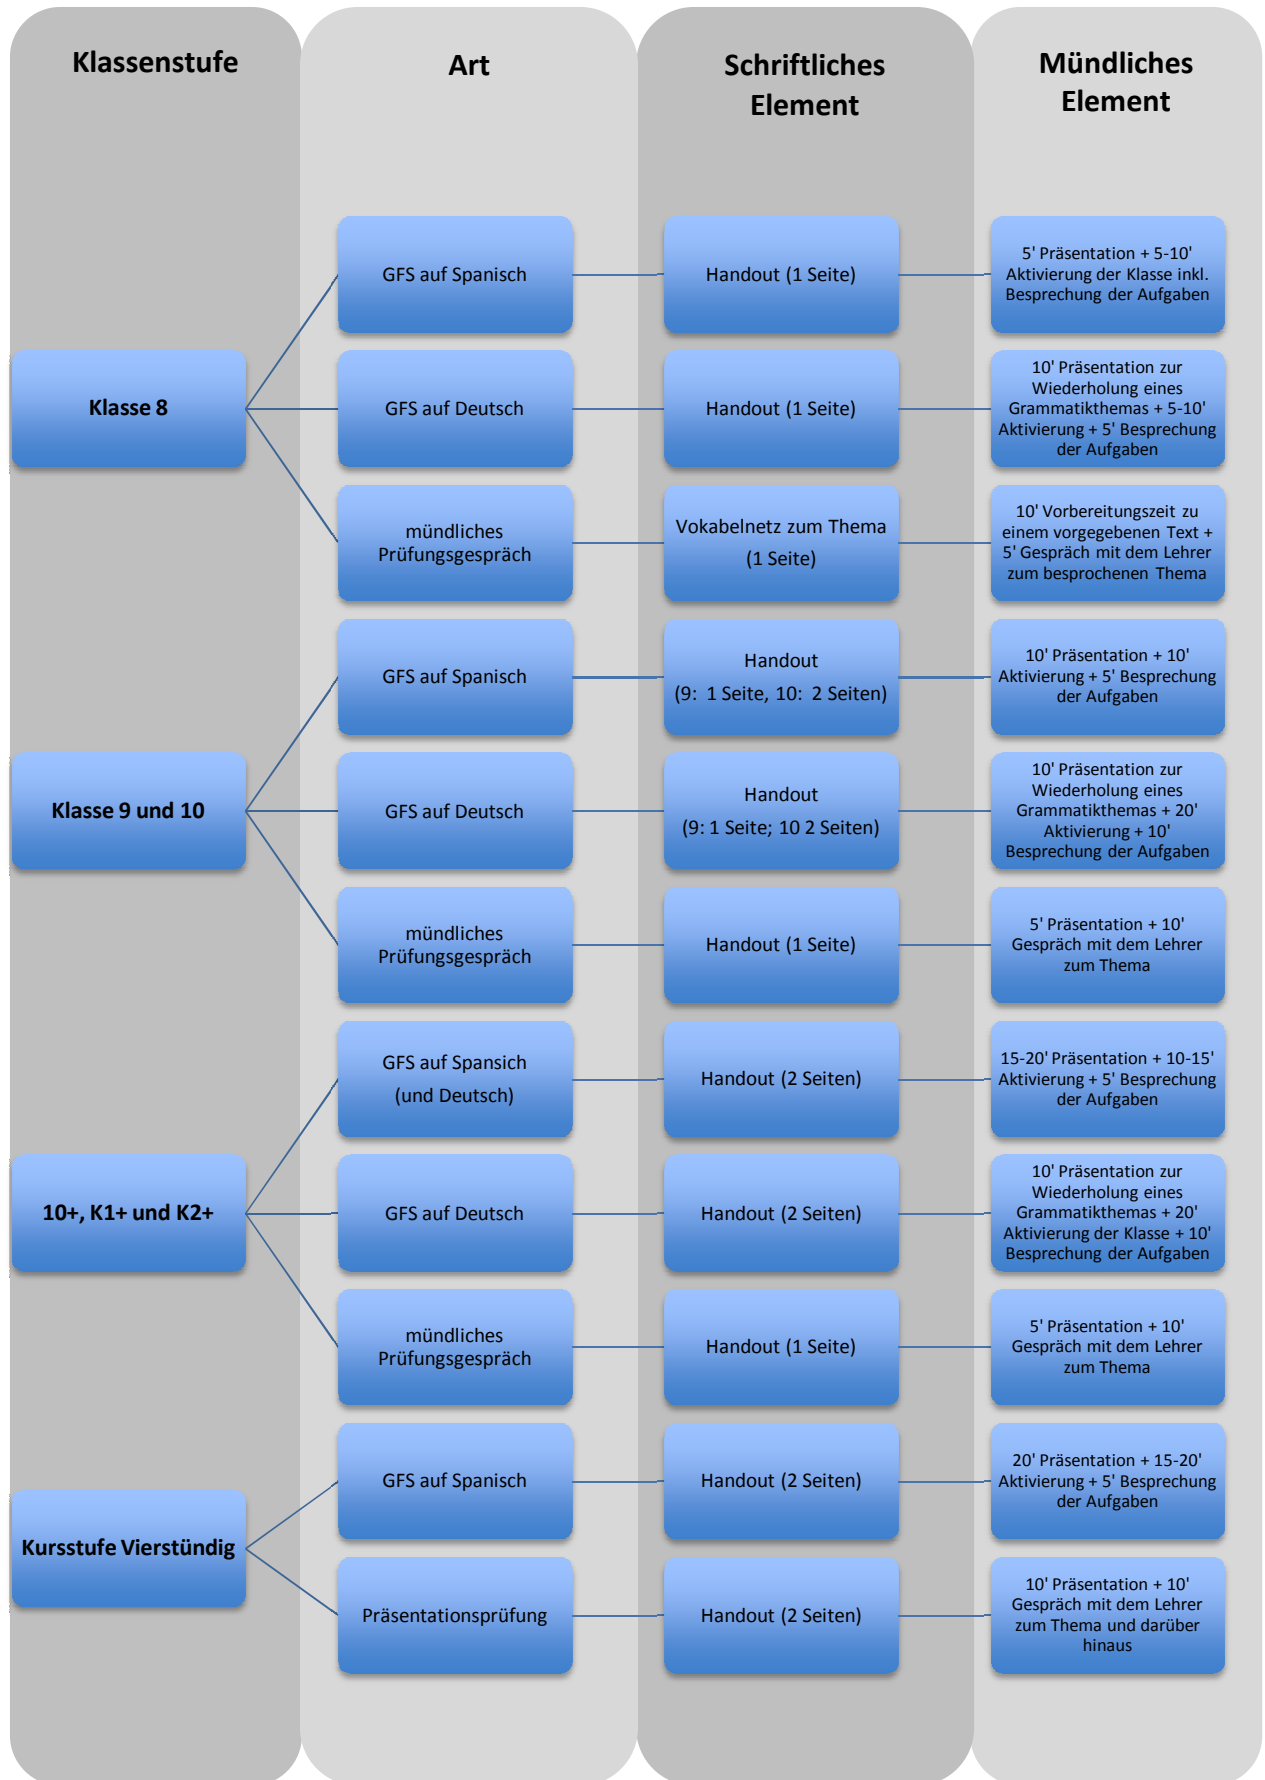 Klassenstufe
Art
Schriftliches
Element
Mündliches
Element
Klasse 8
GFS auf Spanisch
Handout (1 Seite)
5' Präsentation + 5-10'
Aktivierung der Klasse inkl.
Besprechung der Aufgaben
GFS auf Deutsch
Handout (1 Seite)
10' Präsentation zur
Wiederholung eines
Grammatikthemas + 5-10'
Aktivierung + 5' Besprechung
der Aufgaben
mündliches
Prüfungsgespräch
Vokabelnetz zum Thema
(1 Seite)
10' Vorbereitungszeit zu
einem vorgegebenen Text +
5' Gespräch mit dem Lehrer
zum besprochenen Thema
Klasse 9 und 10
GFS auf Spanisch
Handout
(9: 1 Seite, 10: 2 Seiten)
10' Präsentation + 10'
Aktivierung + 5' Besprechung
der Aufgaben
GFS auf Deutsch
Handout
(9: 1 Seite; 10 2 Seiten)
10' Präsentation zur
Wiederholung eines
Grammatikthemas + 20'
Aktivierung + 10'
Besprechung der Aufgaben
mündliches
Prüfungsgespräch
Handout (1 Seite)
5' Präsentation + 10'
Gespräch mit dem Lehrer
zum Thema
10+, K1+ und K2+
GFS auf Spansich
(und Deutsch)
Handout (2 Seiten)
15-20' Präsentation + 10-15'
Aktivierung + 5' Besprechung
der Aufgaben
GFS auf Deutsch
Handout (2 Seiten)
10' Präsentation zur
Wiederholung eines
Grammatikthemas + 20'
Aktivierung der Klasse + 10'
Besprechung der Aufgaben
mündliches
Prüfungsgespräch
Handout (1 Seite)
5' Präsentation + 10'
Gespräch mit dem Lehrer
zum Thema
Kursstufe Vierstündig
GFS auf Spanisch
Handout (2 Seiten)
20' Präsentation + 15-20'
Aktivierung + 5' Besprechung
der Aufgaben
Präsentationsprüfung
Handout (2 Seiten)
10' Präsentation + 10'
Gespräch mit dem Lehrer
zum Thema und darüber
hinaus